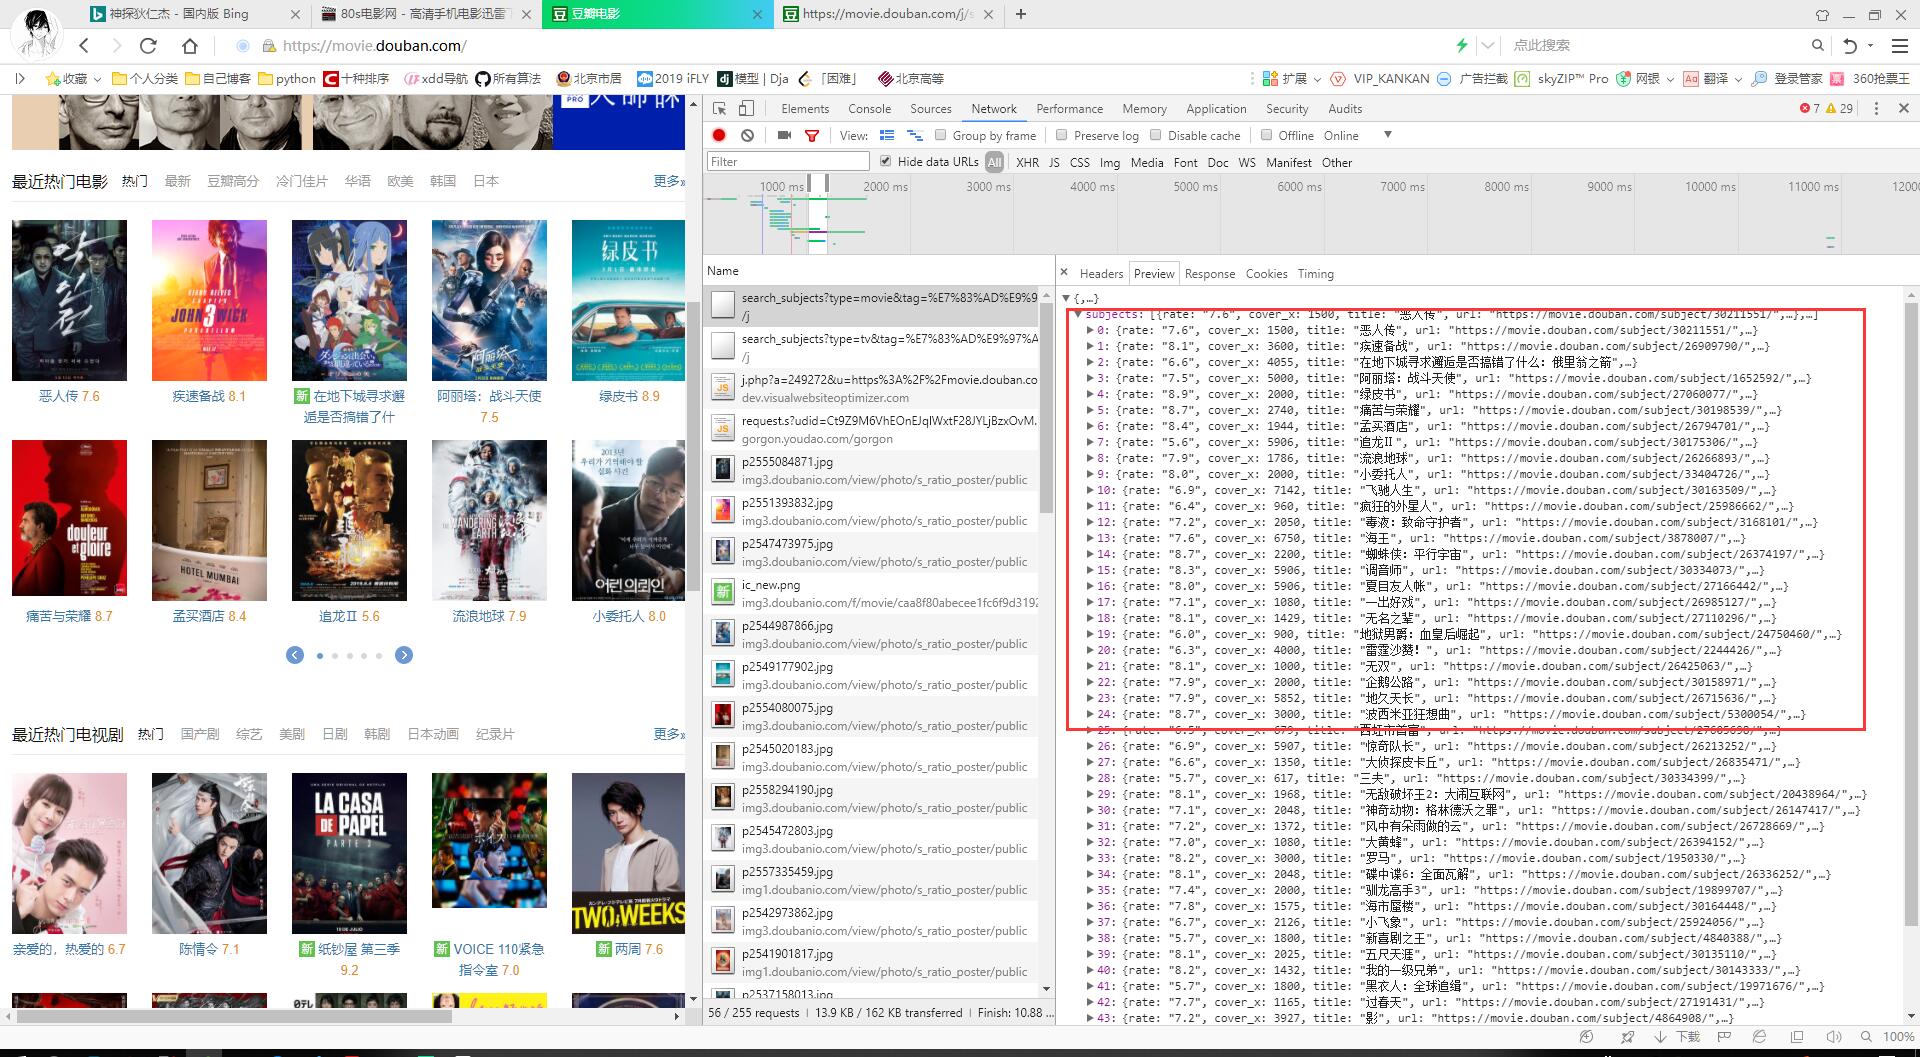 神探狄仁杰 - 国内版 Bing
80s电影网 - 高清手机电影迅雷下
豆瓣电影
https://movie.douban.com/j/s
https://movie.douban.com/
点此搜索
收藏 个人分类 自己博客 python 十种排序 xdd导航 所有算法 北京市居 2019 iFLY 模型 | Dja 「困难」 北京高等 扩展 VIP_KANKAN 广告拦截 skyZIP™ Pro 网银 翻译 登录管家 360抢票王
Elements Console Sources Network Performance Memory Application Security Audits 7 29
View: Group by frame Preserve log Disable cache Offline Online
Filter Hide data URLs All XHR JS CSS Img Media Font Doc WS Manifest Other
1000 ms 2000 ms 3000 ms 4000 ms 5000 ms 6000 ms 7000 ms 8000 ms 9000 ms 10000 ms 11000 ms 12000
最近热门电影 热门 最新 豆瓣高分 冷门佳片 华语 欧美 韩国 日本 更多»
恶人传 7.6
疾速备战 8.1
新 在地下城寻求邂
逅是否搞错了什
阿丽塔：战斗天使
7.5
绿皮书 8.9
痛苦与荣耀 8.7
孟买酒店 8.4
追龙Ⅱ 5.6
流浪地球 7.9
小委托人 8.0
最近热门电视剧 热门 国产剧 综艺 美剧 日剧 韩剧 日本动画 纪录片 更多»
亲爱的，热爱的 6.7
陈情令 7.1
新 纸钞屋 第三季
9.2
新 VOICE 110紧急
指令室 7.0
新 两周 7.6
绿皮书
JOHN WICK
douleur et gloire
HOTEL MUMBAI
THE WANDERING EARTH
어린 의뢰인
LA CASA
DE PAPEL
PARTE 3
TWO WEEKS
Name
search_subjects?type=movie&tag=%E7%83%AD%E9%9
/j
search_subjects?type=tv&tag=%E7%83%AD%E9%97%A
/j
j.php?a=249272&u=https%3A%2F%2Fmovie.douban.co
dev.visualwebsiteoptimizer.com
request.s?udid=Ct9Z9M6VhEOnEJqIWxtF28JYLjBzxOvM.
gorgon.youdao.com/gorgon
p2555084871.jpg
img3.doubanio.com/view/photo/s_ratio_poster/public
p2551393832.jpg
img3.doubanio.com/view/photo/s_ratio_poster/public
p2547473975.jpg
img3.doubanio.com/view/photo/s_ratio_poster/public
ic_new.png
img3.doubanio.com/f/movie/caa8f80abecee1fc6f9d3192
p2544987866.jpg
img3.doubanio.com/view/photo/s_ratio_poster/public
p2549177902.jpg
img3.doubanio.com/view/photo/s_ratio_poster/public
p2554080075.jpg
img3.doubanio.com/view/photo/s_ratio_poster/public
p2545020183.jpg
img3.doubanio.com/view/photo/s_ratio_poster/public
p2558294190.jpg
img3.doubanio.com/view/photo/s_ratio_poster/public
p2545472803.jpg
img3.doubanio.com/view/photo/s_ratio_poster/public
p2557335459.jpg
img1.doubanio.com/view/photo/s_ratio_poster/public
p2542973862.jpg
img3.doubanio.com/view/photo/s_ratio_poster/public
p2541901817.jpg
img1.doubanio.com/view/photo/s_ratio_poster/public
p2537158013.jpg
56 / 255 requests | 13.9 KB / 162 KB transferred | Finish: 10.88 ...
Headers Preview Response Cookies Timing
{,…}
subjects: [{rate: "7.6", cover_x: 1500, title: "恶人传", url: "https://movie.douban.com/subject/30211551/",…},…]
0: {rate: "7.6", cover_x: 1500, title: "恶人传", url: "https://movie.douban.com/subject/30211551/",…}
1: {rate: "8.1", cover_x: 3600, title: "疾速备战", url: "https://movie.douban.com/subject/26909790/",…}
2: {rate: "6.6", cover_x: 4055, title: "在地下城寻求邂逅是否搞错了什么：俄里翁之箭",…}
3: {rate: "7.5", cover_x: 5000, title: "阿丽塔：战斗天使", url: "https://movie.douban.com/subject/1652592/",…}
4: {rate: "8.9", cover_x: 2000, title: "绿皮书", url: "https://movie.douban.com/subject/27060077/",…}
5: {rate: "8.7", cover_x: 2740, title: "痛苦与荣耀", url: "https://movie.douban.com/subject/30198539/",…}
6: {rate: "8.4", cover_x: 1944, title: "孟买酒店", url: "https://movie.douban.com/subject/26794701/",…}
7: {rate: "5.6", cover_x: 5906, title: "追龙Ⅱ", url: "https://movie.douban.com/subject/30175306/",…}
8: {rate: "7.9", cover_x: 1786, title: "流浪地球", url: "https://movie.douban.com/subject/26266893/",…}
9: {rate: "8.0", cover_x: 2000, title: "小委托人", url: "https://movie.douban.com/subject/33404726/",…}
10: {rate: "6.9", cover_x: 7142, title: "飞驰人生", url: "https://movie.douban.com/subject/30163509/",…}
11: {rate: "6.4", cover_x: 960, title: "疯狂的外星人", url: "https://movie.douban.com/subject/25986662/",…}
12: {rate: "7.2", cover_x: 2050, title: "毒液：致命守护者", url: "https://movie.douban.com/subject/3168101/",…}
13: {rate: "7.6", cover_x: 6750, title: "海王", url: "https://movie.douban.com/subject/3878007/",…}
14: {rate: "8.7", cover_x: 2200, title: "蜘蛛侠：平行宇宙", url: "https://movie.douban.com/subject/26374197/",…}
15: {rate: "8.3", cover_x: 5906, title: "调音师", url: "https://movie.douban.com/subject/30334073/",…}
16: {rate: "8.0", cover_x: 5906, title: "夏目友人帐", url: "https://movie.douban.com/subject/27166442/",…}
17: {rate: "7.1", cover_x: 1080, title: "一出好戏", url: "https://movie.douban.com/subject/26985127/",…}
18: {rate: "8.1", cover_x: 1429, title: "无名之辈", url: "https://movie.douban.com/subject/27110296/",…}
19: {rate: "6.0", cover_x: 900, title: "地狱男爵：血皇后崛起", url: "https://movie.douban.com/subject/24750460/",…}
20: {rate: "6.3", cover_x: 4000, title: "雷霆沙赞！", url: "https://movie.douban.com/subject/2244426/",…}
21: {rate: "8.1", cover_x: 1000, title: "无双", url: "https://movie.douban.com/subject/26425063/",…}
22: {rate: "7.9", cover_x: 2000, title: "企鹅公路", url: "https://movie.douban.com/subject/30158971/",…}
23: {rate: "7.9", cover_x: 5852, title: "地久天长", url: "https://movie.douban.com/subject/26715636/",…}
24: {rate: "8.7", cover_x: 3000, title: "波西米亚狂想曲", url: "https://movie.douban.com/subject/5300054/",…}
25: {rate: "6.5", cover_x: 679, title: "西虹市首富", url: "https://movie.douban.com/subject/27605698/",…}
26: {rate: "6.9", cover_x: 5907, title: "惊奇队长", url: "https://movie.douban.com/subject/26213252/",…}
27: {rate: "6.6", cover_x: 1350, title: "大侦探皮卡丘", url: "https://movie.douban.com/subject/26835471/",…}
28: {rate: "5.7", cover_x: 617, title: "三夫", url: "https://movie.douban.com/subject/30334399/",…}
29: {rate: "8.1", cover_x: 1968, title: "无敌破坏王2：大闹互联网", url: "https://movie.douban.com/subject/20438964/",…}
30: {rate: "7.1", cover_x: 2048, title: "神奇动物：格林德沃之罪", url: "https://movie.douban.com/subject/26147417/",…}
31: {rate: "7.2", cover_x: 1372, title: "风中有朵雨做的云", url: "https://movie.douban.com/subject/26728669/",…}
32: {rate: "7.0", cover_x: 1080, title: "大黄蜂", url: "https://movie.douban.com/subject/26394152/",…}
33: {rate: "8.2", cover_x: 3000, title: "罗马", url: "https://movie.douban.com/subject/1950330/",…}
34: {rate: "8.1", cover_x: 2048, title: "碟中谍6：全面瓦解", url: "https://movie.douban.com/subject/26336252/",…}
35: {rate: "7.4", cover_x: 2000, title: "驯龙高手3", url: "https://movie.douban.com/subject/19899707/",…}
36: {rate: "7.8", cover_x: 1575, title: "海市蜃楼", url: "https://movie.douban.com/subject/30164448/",…}
37: {rate: "6.7", cover_x: 2126, title: "小飞象", url: "https://movie.douban.com/subject/25924056/",…}
38: {rate: "5.7", cover_x: 1800, title: "新喜剧之王", url: "https://movie.douban.com/subject/4840388/",…}
39: {rate: "8.1", cover_x: 2025, title: "五尺天涯", url: "https://movie.douban.com/subject/30135110/",…}
40: {rate: "8.2", cover_x: 1432, title: "我的一级兄弟", url: "https://movie.douban.com/subject/30143333/",…}
41: {rate: "5.7", cover_x: 1800, title: "黑衣人：全球追缉", url: "https://movie.douban.com/subject/19971676/",…}
42: {rate: "7.7", cover_x: 1165, title: "过春天", url: "https://movie.douban.com/subject/27191431/",…}
43: {rate: "7.2", cover_x: 3927, title: "影", url: "https://movie.douban.com/subject/4864908/",…}
下载 100%